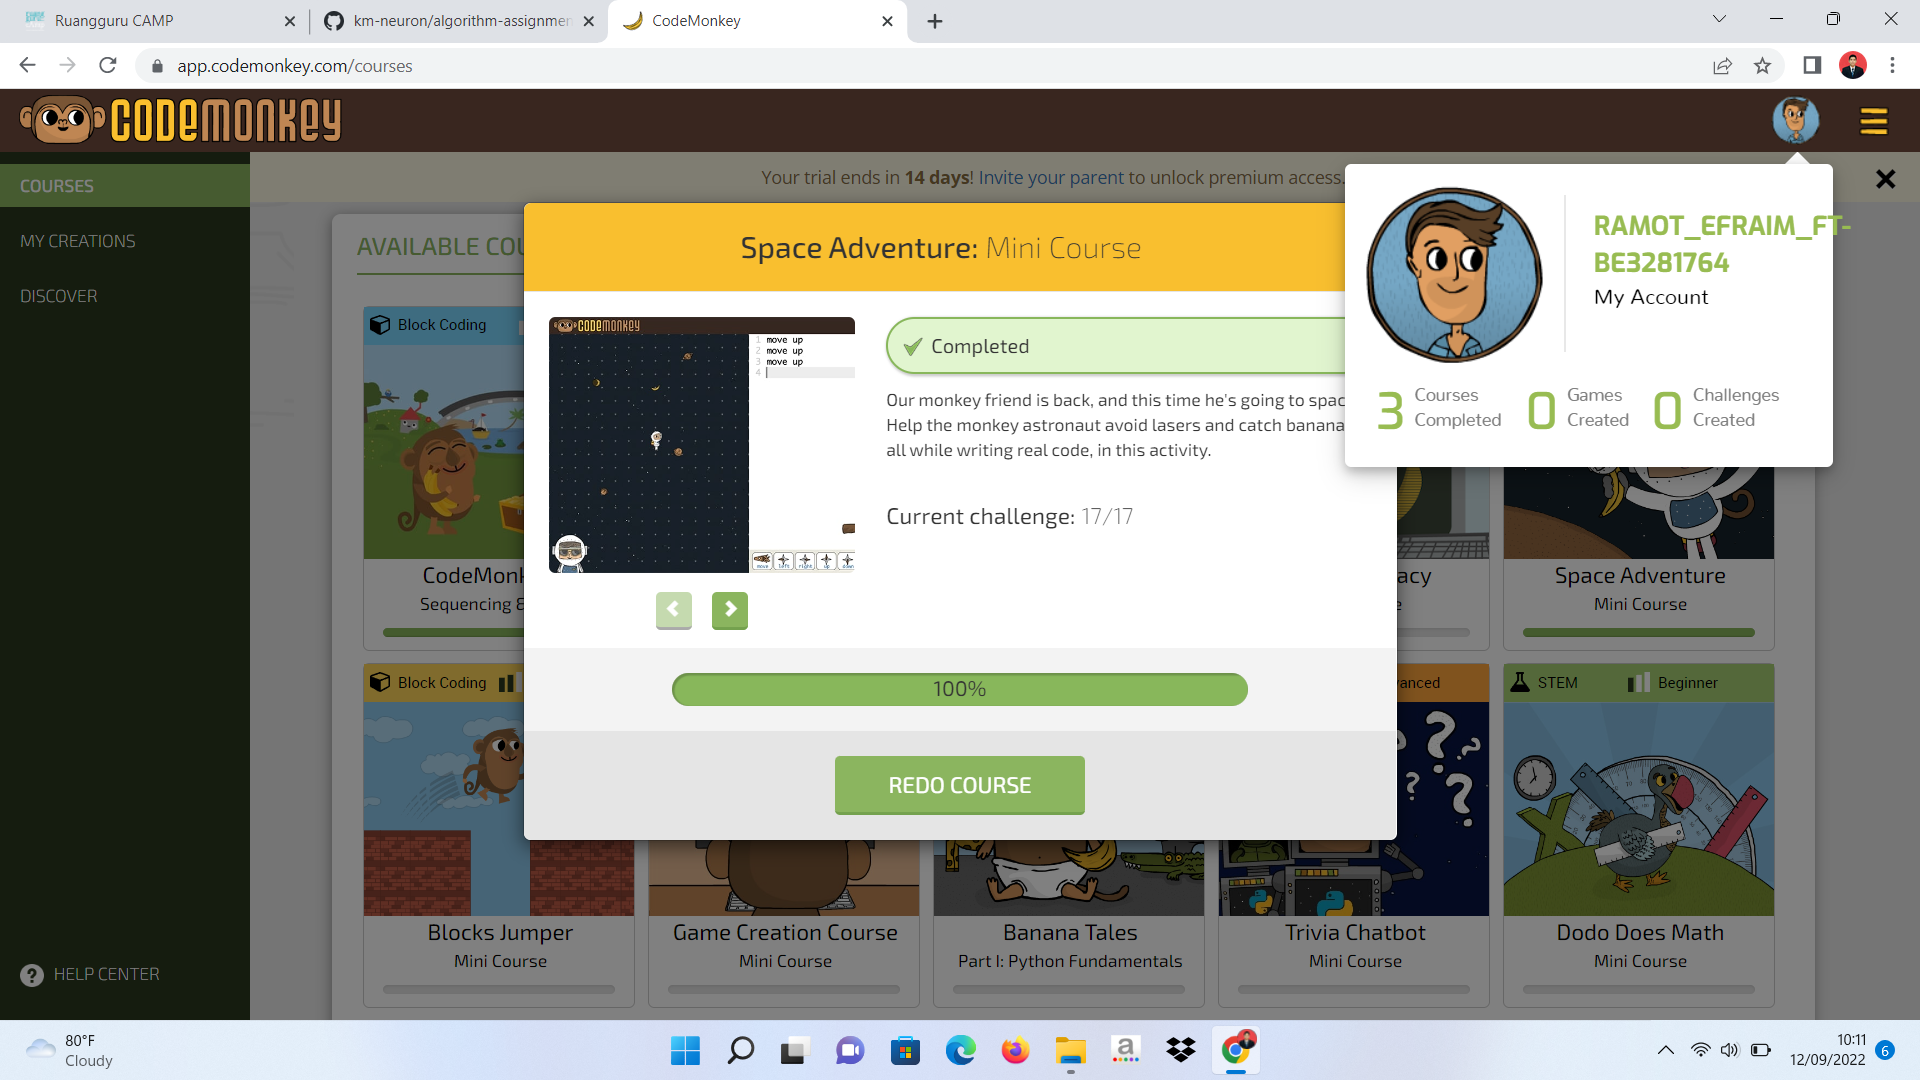 Ruangguru CAMP
km-neuron/algorithm-assignmen
CodeMonkey
app.codemonkey.com/courses
CODEMONKEY
COURSES
MY CREATIONS
DISCOVER
HELP CENTER
Your trial ends in 14 days! Invite your parent to unlock premium access.
AVAILABLE COU
RAMOT_EFRAIM_FT-
BE3281764
My Account
3 Courses Completed
0 Games Created
0 Challenges Created
Space Adventure: Mini Course
CODEMONKEY
1 move up
2 move up
3 move up
4
move left right up down
Completed
Our monkey friend is back, and this time he's going to spac
Help the monkey astronaut avoid lasers and catch banana
all while writing real code, in this activity.
Current challenge: 17/17
100%
REDO COURSE
Block Coding
CodeMonk
Sequencing &
acy
Space Adventure
Mini Course
Block Coding
anced
STEM
Beginner
Blocks Jumper
Mini Course
Game Creation Course
Mini Course
Banana Tales
Part I: Python Fundamentals
Trivia Chatbot
Mini Course
Dodo Does Math
Mini Course
80°F
Cloudy
a
10:11
12/09/2022
6